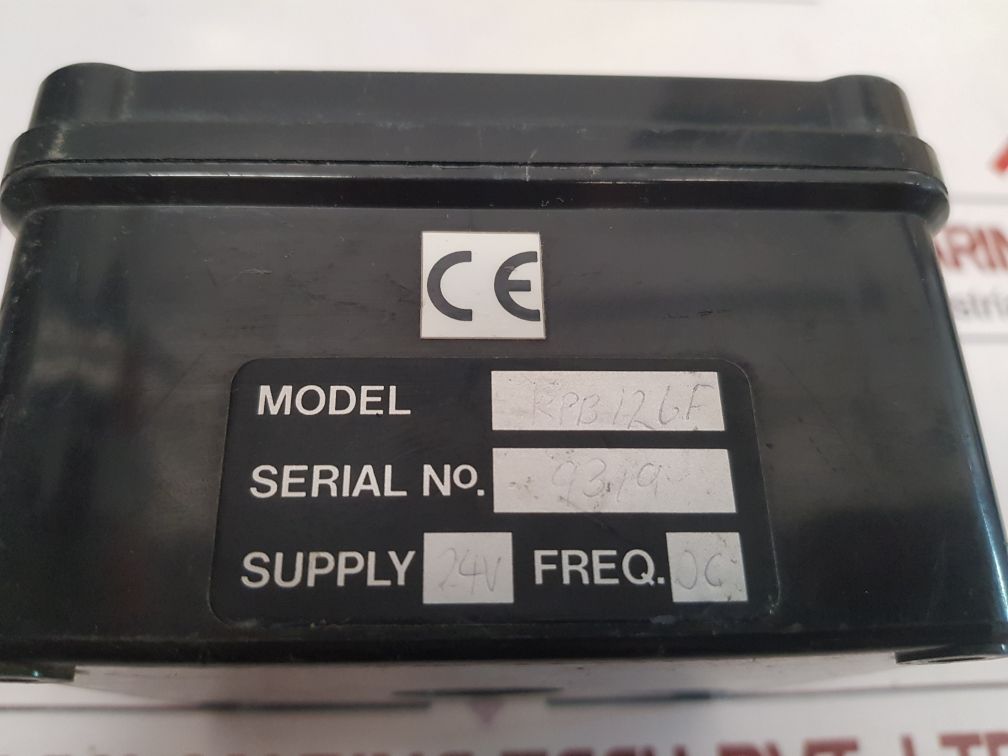 CE
MODEL RPB126F
SERIAL No. 9319
SUPPLY 24V FREQ. DC